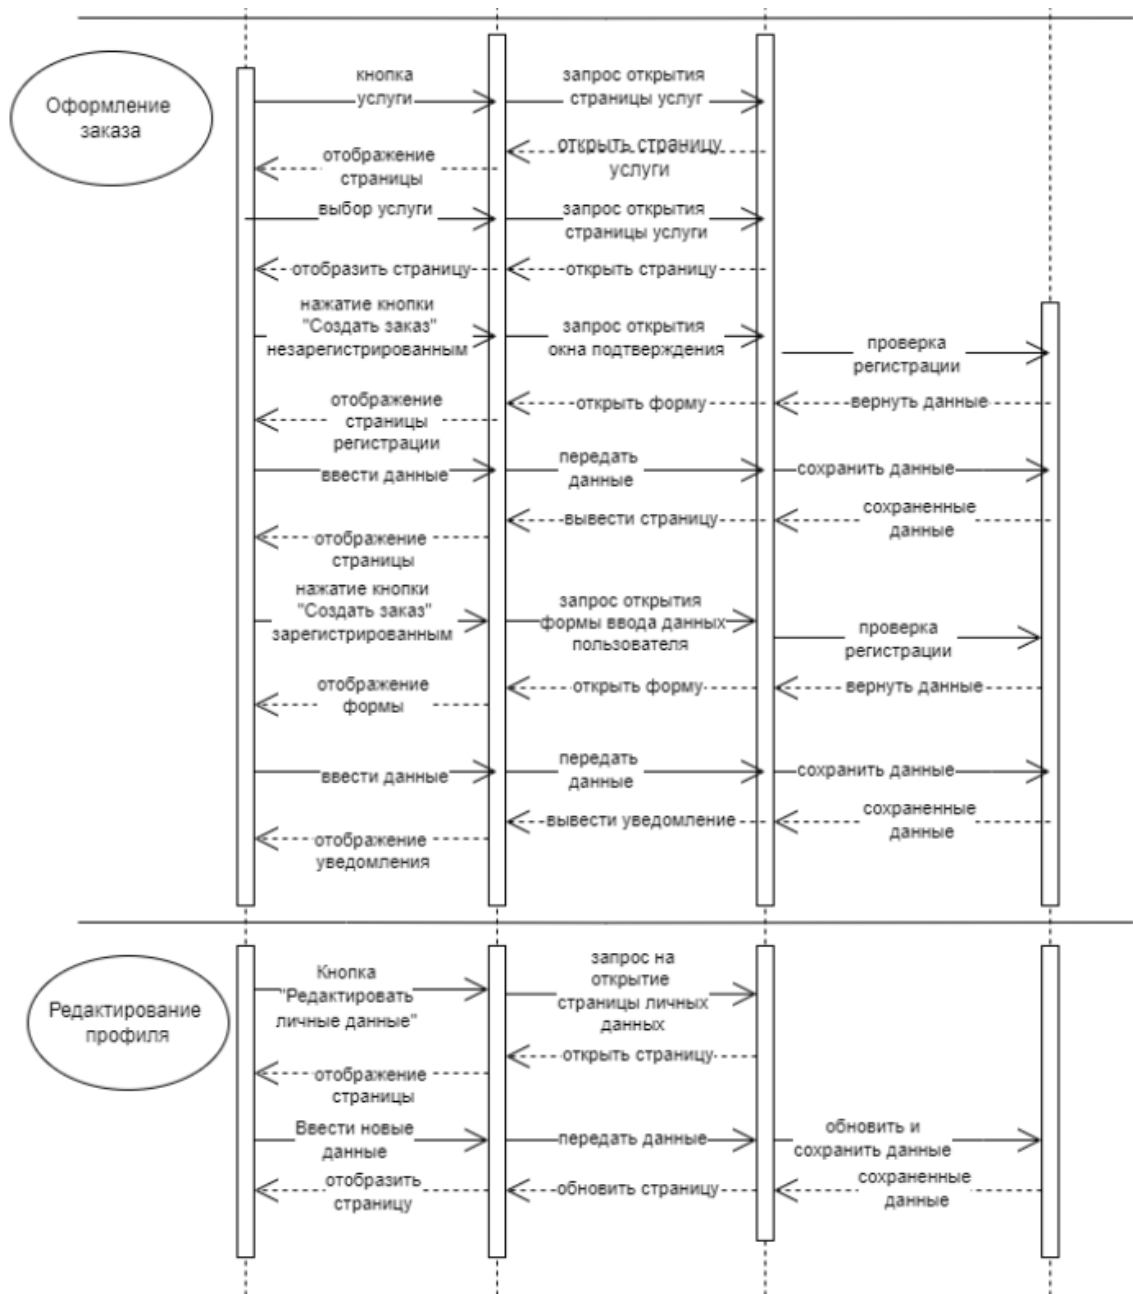 Оформление
заказа
кнопка
услуги
запрос открытия
страницы услуг
открыть страницу
услуги
отображение
страницы
выбор услуги
запрос открытия
страницы услуги
отобразить страницу
открыть страницу
нажатие кнопки
"Создать заказ"
незарегистрированным
запрос открытия
окна подтверждения
проверка
регистрации
вернуть данные
открыть форму
отображение
страницы
регистрации
ввести данные
передать
данные
сохранить данные
сохраненные
данные
вывести страницу
отображение
страницы
нажатие кнопки
"Создать заказ"
зарегистрированным
запрос открытия
формы ввода данных
пользователя
проверка
регистрации
вернуть данные
открыть форму
отображение
формы
ввести данные
передать
данные
сохранить данные
сохраненные
данные
вывести уведомление
отображение
уведомления
Редактирование
профиля
Кнопка
"Редактировать
личные данные"
запрос на
открытие
страницы личных
данных
открыть страницу
отображение
страницы
Ввести новые
данные
передать данные
обновить и
сохранить данные
сохраненные
данные
обновить страницу
отобразить
страницу